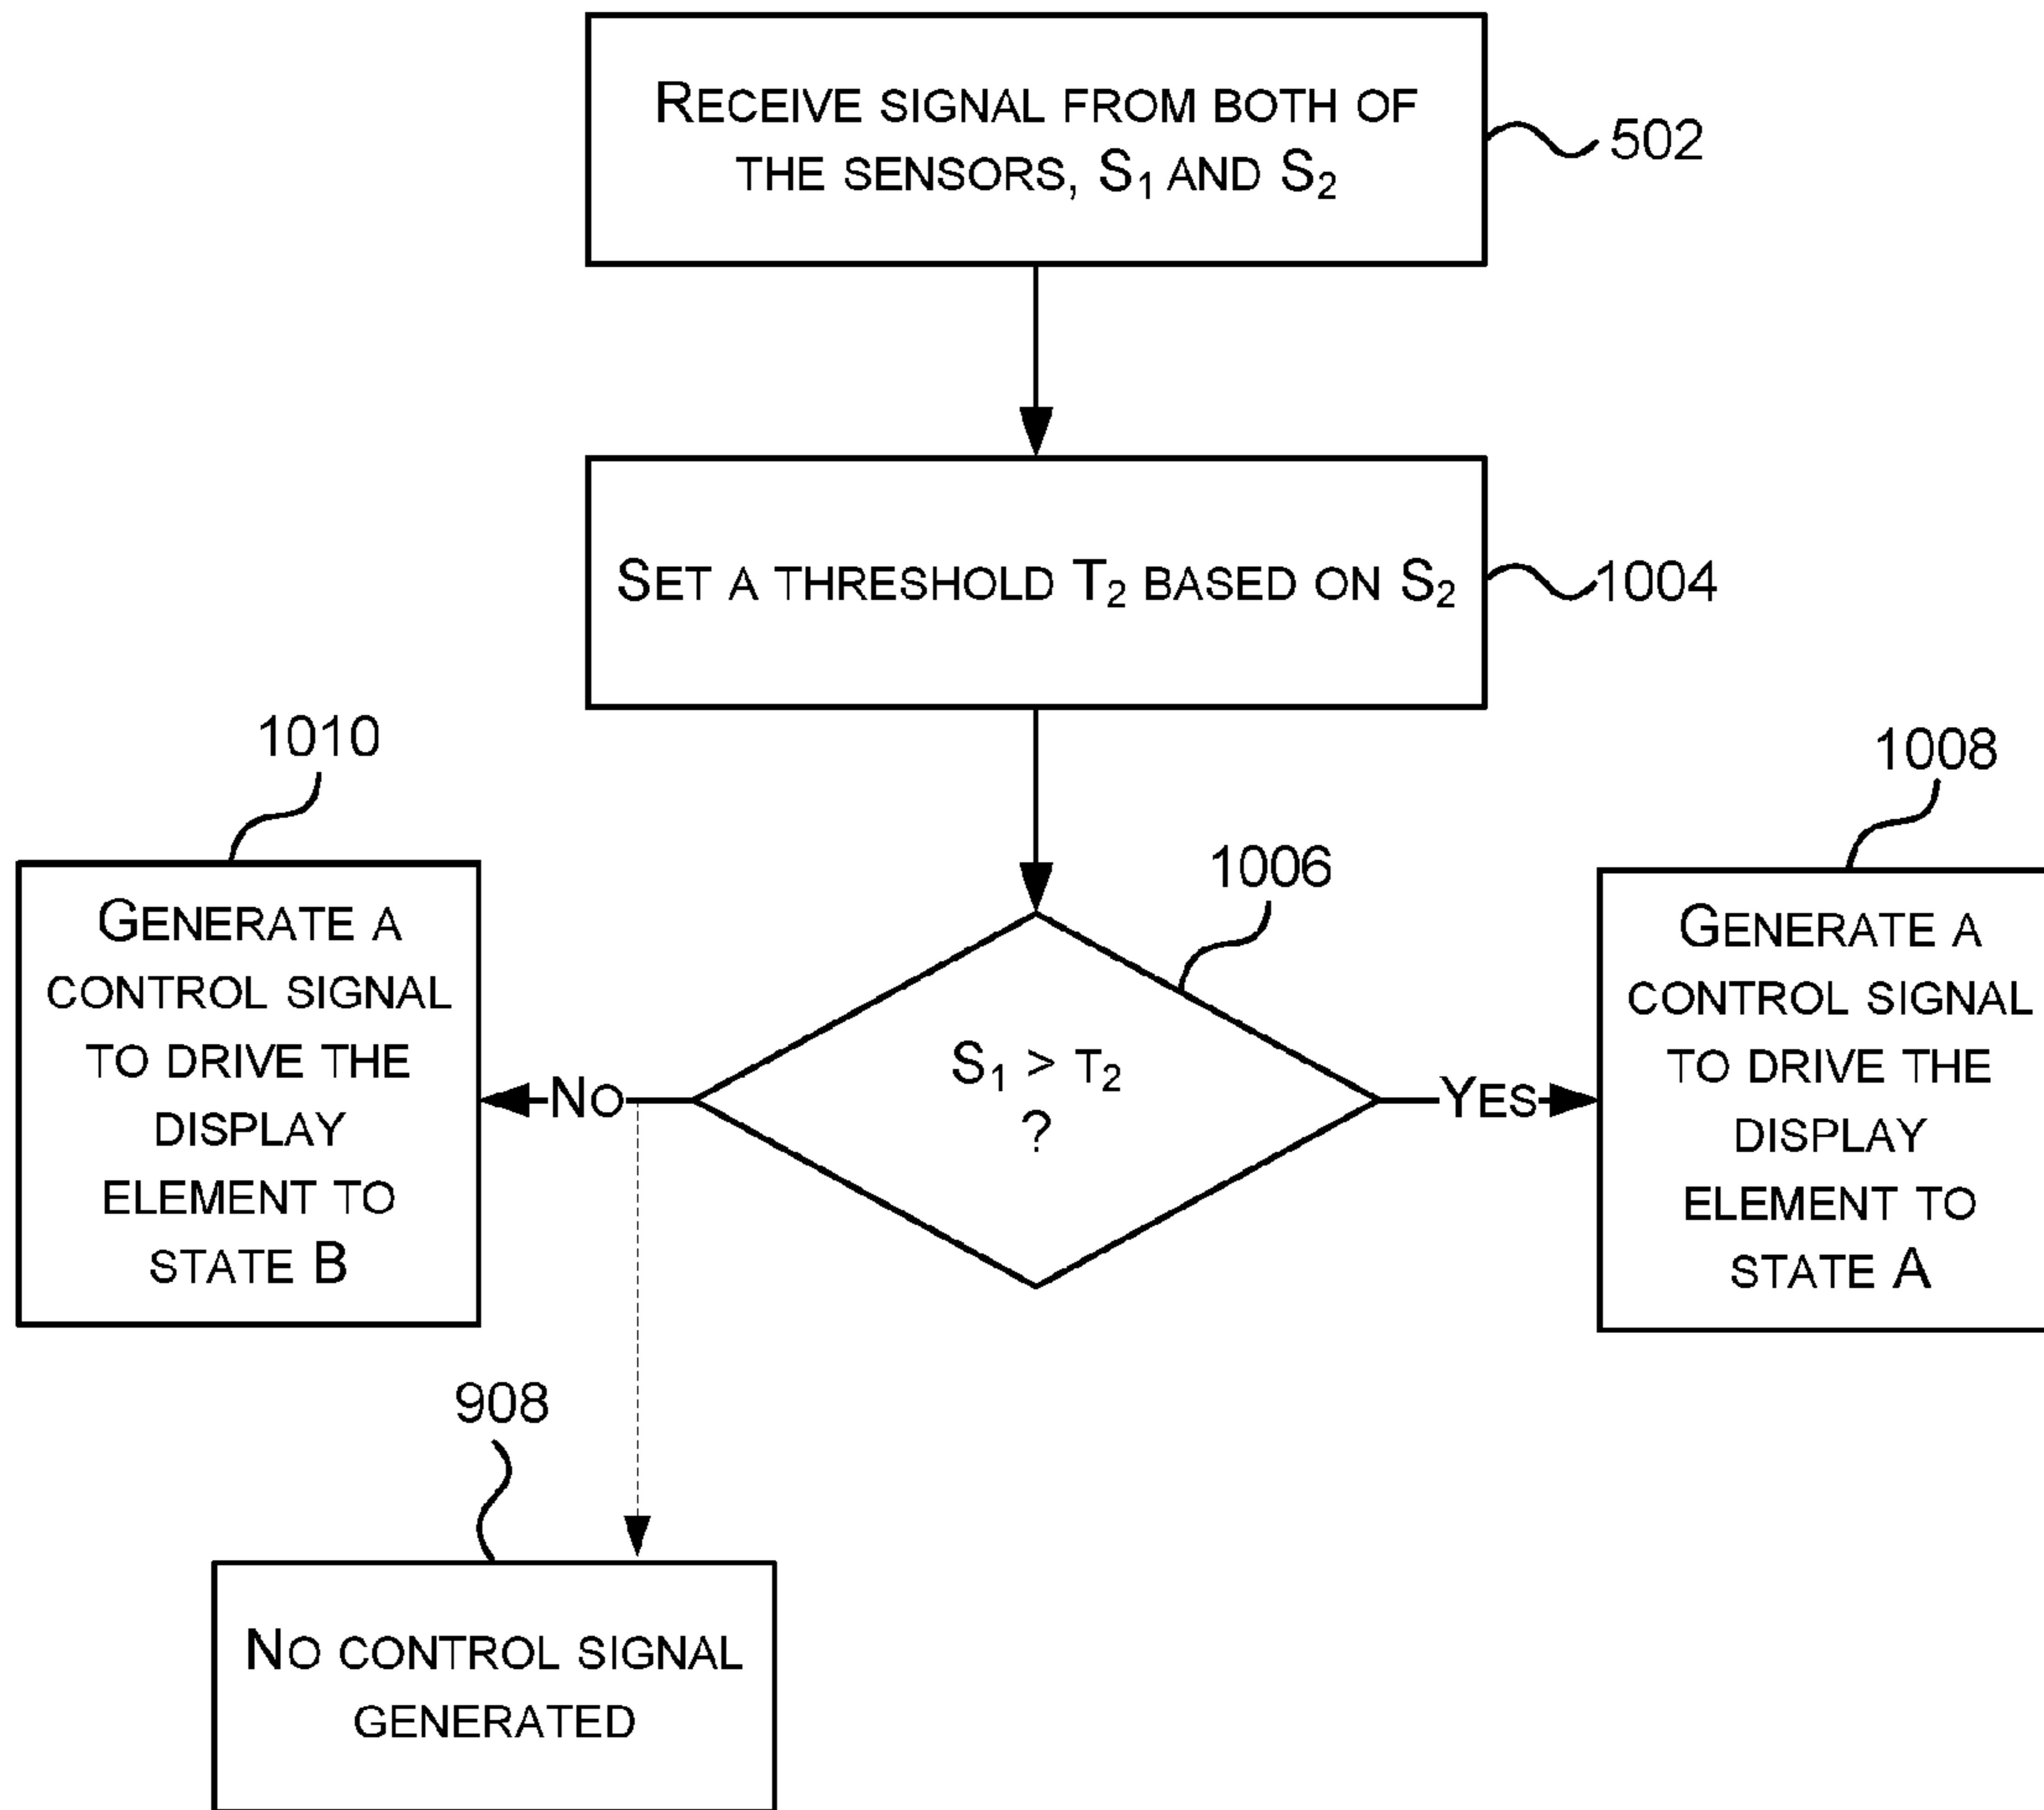 RECEIVE SIGNAL FROM BOTH OF
THE SENSORS, S₁ AND S₂
502
SET A THRESHOLD T₂ BASED ON S₂
1004
1010
1008
1006
GENERATE A
CONTROL SIGNAL
TO DRIVE THE
DISPLAY
ELEMENT TO
STATE B
NO
S₁ > T₂
?
YES
GENERATE A
CONTROL SIGNAL
TO DRIVE THE
DISPLAY
ELEMENT TO
STATE A
908
NO CONTROL SIGNAL
GENERATED